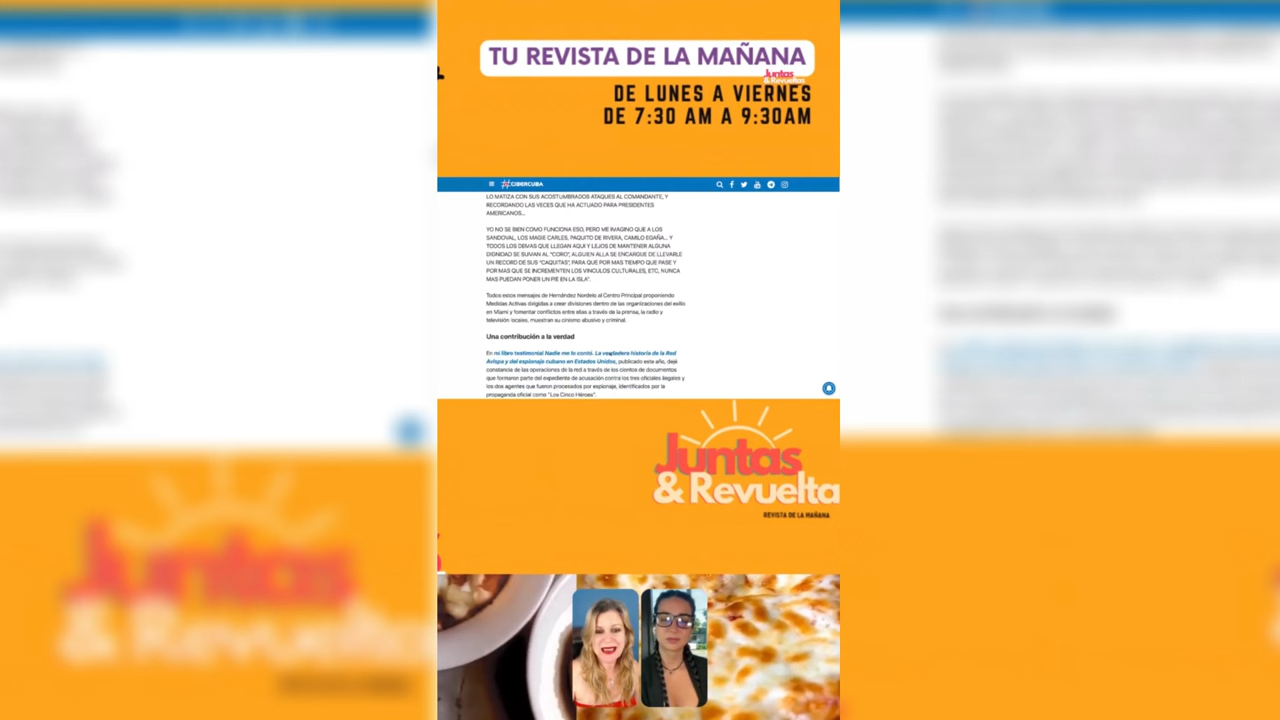 TU REVISTA DE LA MAÑANA
Juntas
& Revueltas
DE LUNES A VIERNES
DE 7:30 AM A 9:30AM
#CIBERCUBA
LO MATIZA CON SUS ACOSTUMBRADOS ATAQUES AL COMANDANTE, Y
RECORDANDO LAS VECES QUE HA ACTUADO PARA PRESIDENTES
AMERICANOS...
YO NO SE BIEN COMO FUNCIONA ESO, PERO ME IMAGINO QUE A LOS
SANDOVAL, LOS MAGIE CARLES, PAQUITO DE RIVERA, CAMILO EGAÑA... Y
TODOS LOS DEMAS QUE LLEGAN AQUI Y LEJOS DE MANTENER ALGUNA
DIGNIDAD SE SUMAN AL "CORO", ALGUIEN ALLA SE ENCARGUE DE LLEVARLE
UN RECORD DE SUS "CAQUITAS", PARA QUE POR MAS TIEMPO QUE PASE Y
POR MAS QUE SE INCREMENTEN LOS VINCULOS CULTURALES, ETC, NUNCA
MAS PUEDAN PONER UN PIE EN LA ISLA".
Todos estos mensajes de Hernández Nordelo al Centro Principal proponiendo
Medidas Activas dirigidas a crear divisiones dentro de las organizaciones del exilio
en Miami y fomentar conflictos entre ellas a través de la prensa, la radio y
televisión locales, muestran su cinismo abusivo y criminal.
Una contribución a la verdad
En mi libro testimonial Nadie me lo contó. La verdadera historia de la Red
Avispa y del espionaje cubano en Estados Unidos, publicado este año, dejé
constancia de las operaciones de la red a través de los cientos de documentos
que formaron parte del expediente de acusación contra los tres oficiales ilegales y
los dos agentes que fueron procesados por espionaje, identificados por la
propaganda oficial como "Los Cinco Héroes".
Juntas
& Revuelta
REVISTA DE LA MAÑANA